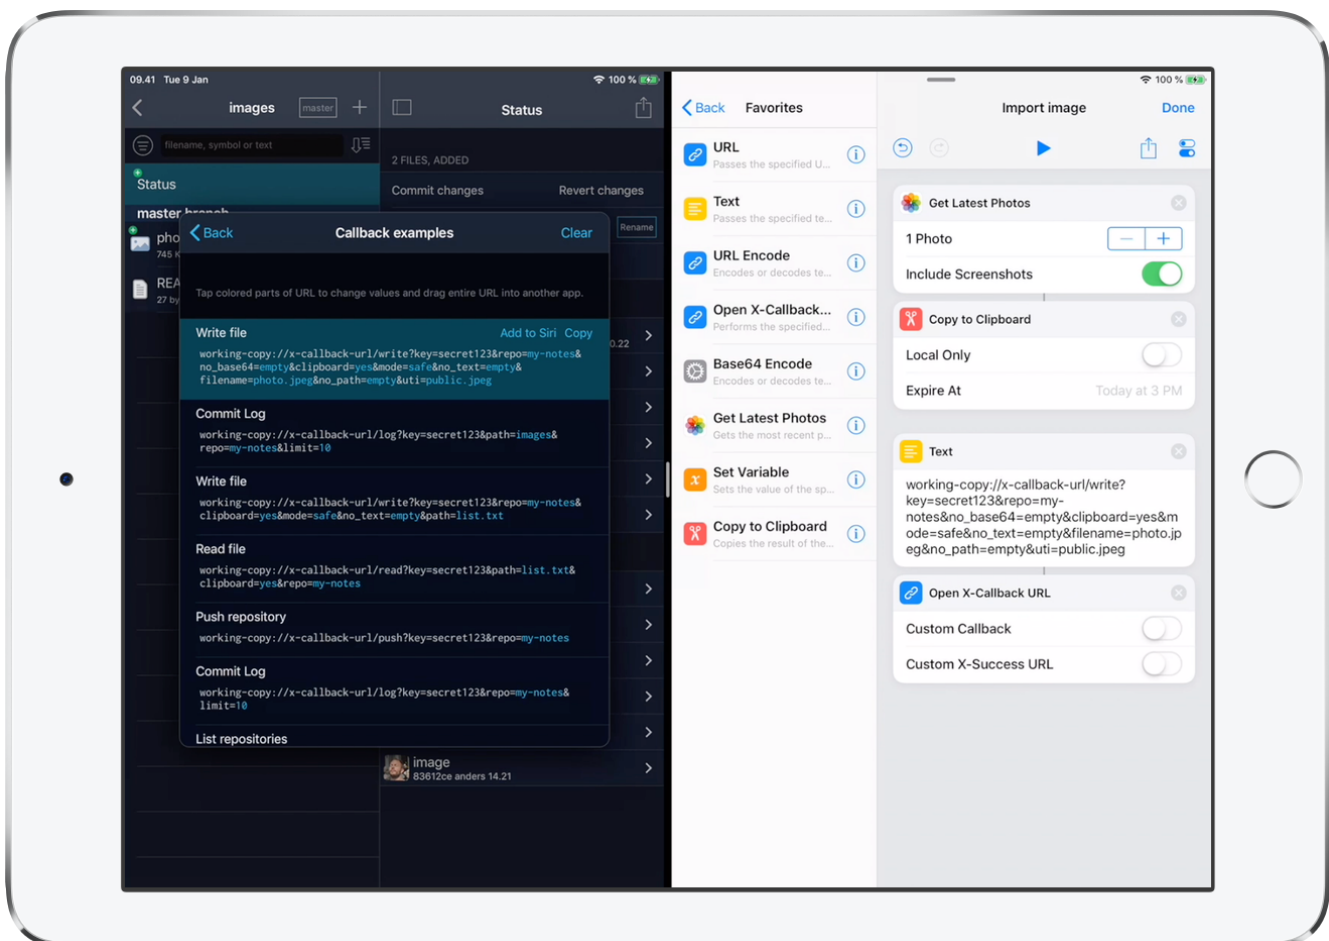 09.41 Tue 9 Jan
100 %
images
master
Status
filename, symbol or text
Status
master branch
pho
745 K
REA
27 by
2 FILES, ADDED
Commit changes
Revert changes
Rename
0.22
image
83612ce anders 14.21
Back
Callback examples
Clear
Tap colored parts of URL to change values and drag entire URL into another app.
Write file
Add to Siri Copy
working-copy://x-callback-url/write?key=secret123&repo=my-notes&
no_base64=empty&clipboard=yes&mode=safe&no_text=empty&
filename=photo.jpeg&no_path=empty&uti=public.jpeg
Commit Log
working-copy://x-callback-url/log?key=secret123&path=images&
repo=my-notes&limit=10
Write file
working-copy://x-callback-url/write?key=secret123&repo=my-notes&
clipboard=yes&mode=safe&no_text=empty&path=list.txt
Read file
working-copy://x-callback-url/read?key=secret123&path=list.txt&
clipboard=yes&repo=my-notes
Push repository
working-copy://x-callback-url/push?key=secret123&repo=my-notes
Commit Log
working-copy://x-callback-url/log?key=secret123&repo=my-notes&
limit=10
List repositories
Back
Favorites
URL
Passes the specified U...
Text
Passes the specified te...
URL Encode
Encodes or decodes te...
Open X-Callback...
Performs the specified...
Base64 Encode
Encodes or decodes te...
Get Latest Photos
Gets the most recent p...
Set Variable
Sets the value of the sp...
Copy to Clipboard
Copies the result of the...
100 %
Import image
Done
Get Latest Photos
1 Photo
Include Screenshots
Copy to Clipboard
Local Only
Expire At
Today at 3 PM
Text
working-copy://x-callback-url/write?
key=secret123&repo=my-
notes&no_base64=empty&clipboard=yes&m
ode=safe&no_text=empty&filename=photo.jp
eg&no_path=empty&uti=public.jpeg
Open X-Callback URL
Custom Callback
Custom X-Success URL